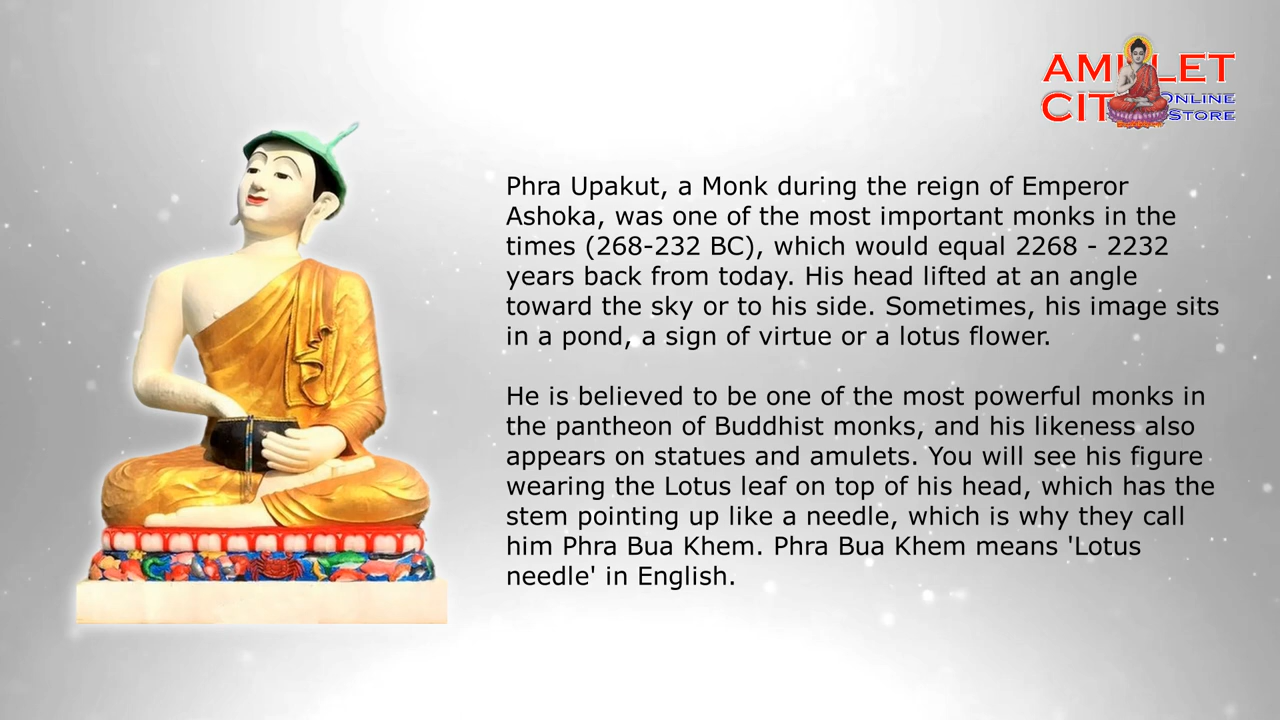 AMULET
CITY ONLINE
STORE
Phra Upakut, a Monk during the reign of Emperor
Ashoka, was one of the most important monks in the
times (268-232 BC), which would equal 2268 - 2232
years back from today. His head lifted at an angle
toward the sky or to his side. Sometimes, his image sits
in a pond, a sign of virtue or a lotus flower.
He is believed to be one of the most powerful monks in
the pantheon of Buddhist monks, and his likeness also
appears on statues and amulets. You will see his figure
wearing the Lotus leaf on top of his head, which has the
stem pointing up like a needle, which is why they call
him Phra Bua Khem. Phra Bua Khem means 'Lotus
needle' in English.